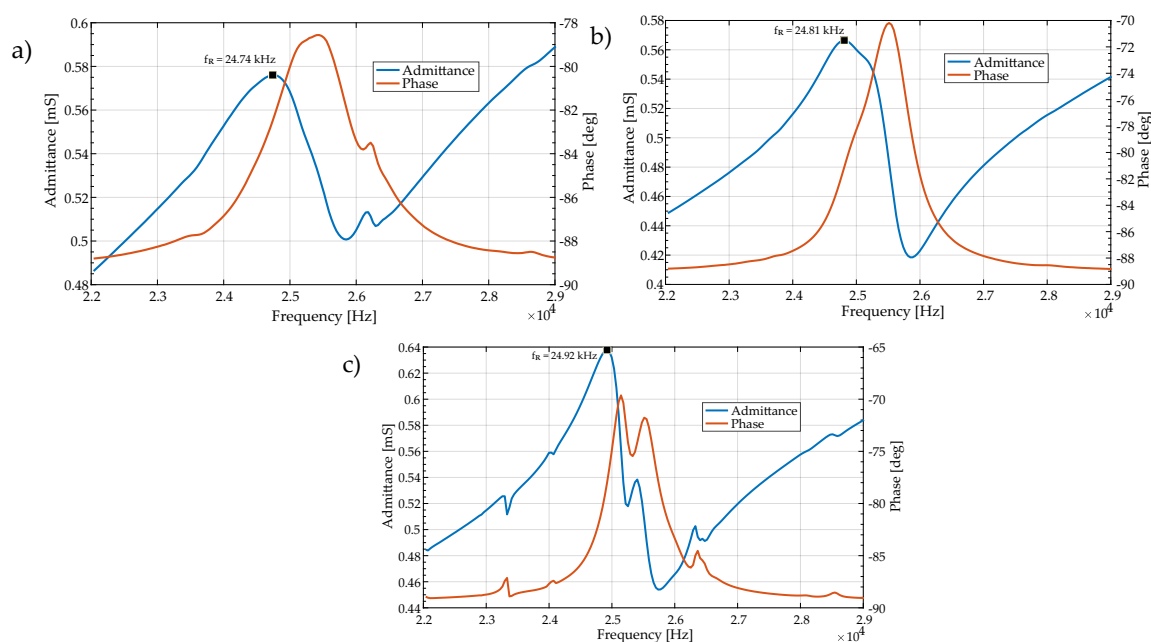 a)
0.6
0.58
0.56
0.54
0.52
0.5
0.48
Admittance [mS]
-78
-80
-82
-84
-86
-88
-90
Phase [deg]
f_R = 24.74 kHz
Admittance
Phase
2.2 2.3 2.4 2.5 2.6 2.7 2.8 2.9
Frequency [Hz]
×10⁴
b)
0.58
0.56
0.54
0.52
0.5
0.48
0.46
0.44
0.42
0.4
Admittance [mS]
-70
-72
-74
-76
-78
-80
-82
-84
-86
-88
-90
Phase [deg]
f_R = 24.81 kHz
Admittance
Phase
2.2 2.3 2.4 2.5 2.6 2.7 2.8 2.9
Frequency [Hz]
×10⁴
c)
0.64
0.62
0.6
0.58
0.56
0.54
0.52
0.5
0.48
0.46
0.44
Admittance [mS]
-65
-70
-75
-80
-85
-90
Phase [deg]
f_R = 24.92 kHz
Admittance
Phase
2.2 2.3 2.4 2.5 2.6 2.7 2.8 2.9
Frequency [Hz]
×10⁴